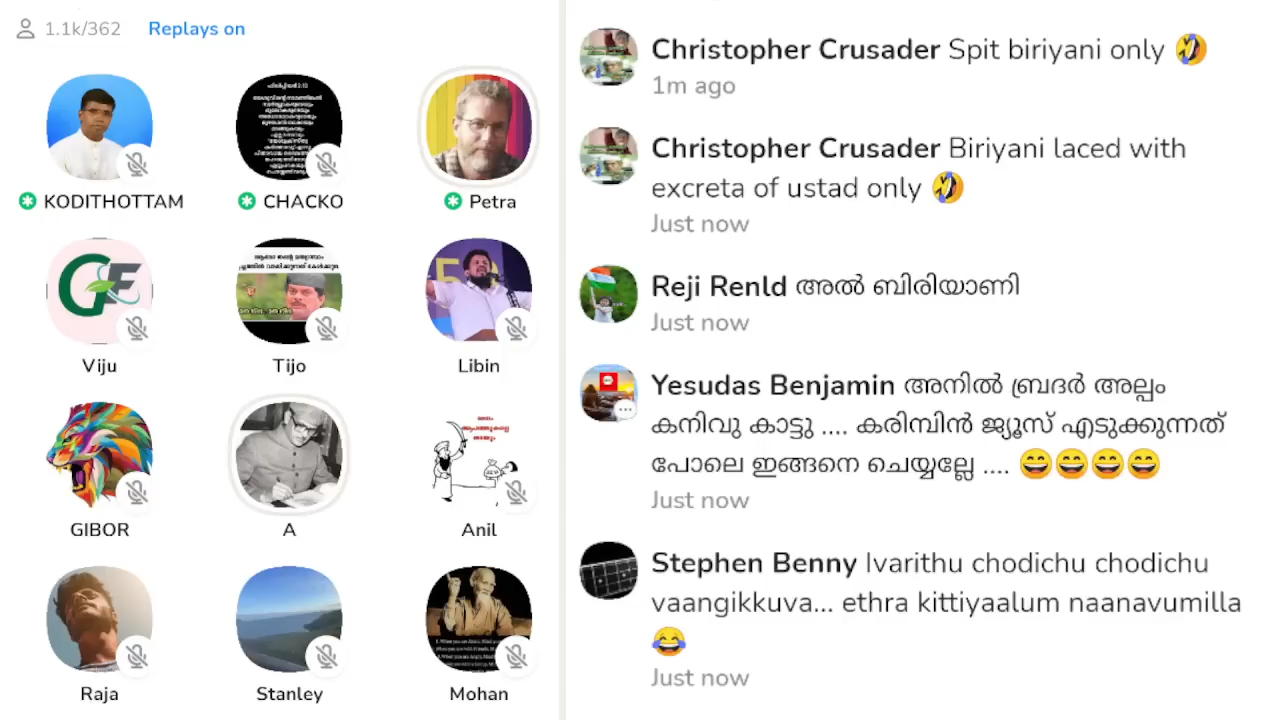 1.1k/362 Replays on
KODITHOTTAM CHACKO Petra
Viju Tijo Libin
GIBOR A Anil
Raja Stanley Mohan
Christopher Crusader Spit biriyani only 🤣
1m ago
Christopher Crusader Biriyani laced with
excreta of ustad only 🤣
Just now
Reji Renld അൽ ബിരിയാണി
Just now
Yesudas Benjamin അനിൽ ബ്രദർ അല്പം
കനിവു കാട്ടു .... കരിമ്പിൻ ജ്യൂസ് എടുക്കുന്നത്
പോലെ ഇങ്ങനെ ചെയ്യല്ലേ .... 😄😄😄😄
Just now
Stephen Benny Ivarithu chodichu chodichu
vaangikkuva... ethra kittiyaalum naanavumilla
😂
Just now